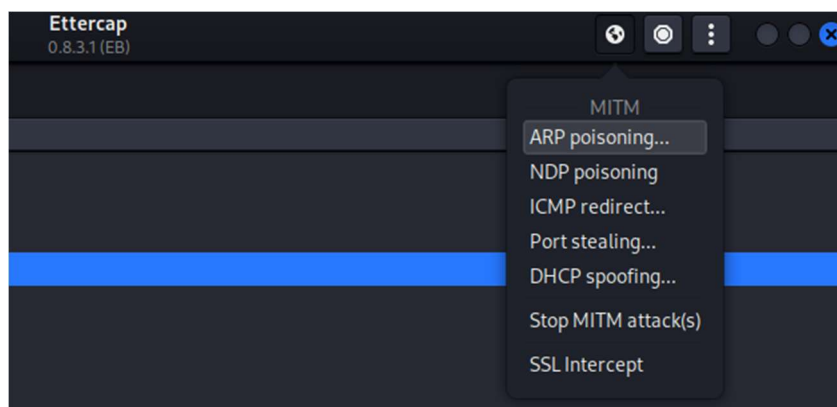 Ettercap
0.8.3.1 (EB)
MITM
ARP poisoning...
NDP poisoning
ICMP redirect...
Port stealing...
DHCP spoofing...
Stop MITM attack(s)
SSL Intercept